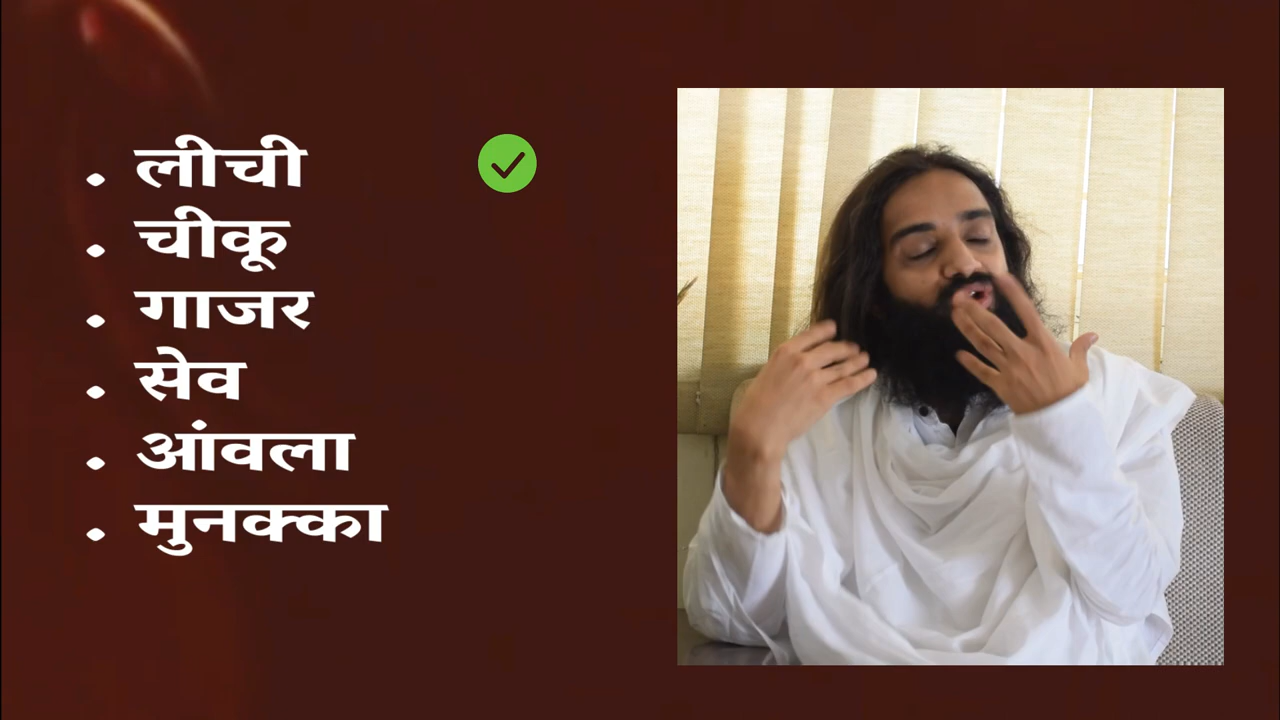 . लीची
. चीकू
. गाजर
. सेव
. आंवला
. मुनक्का